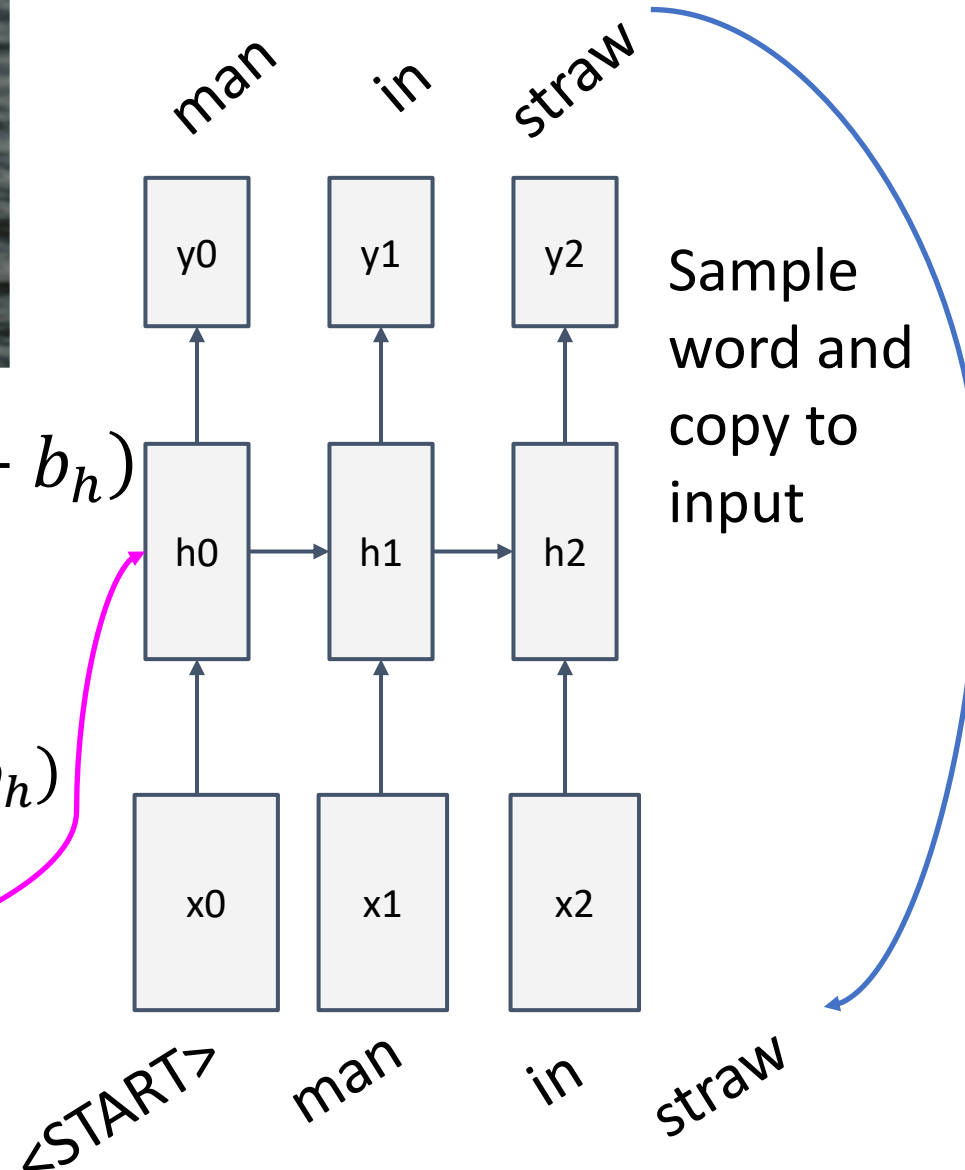 man in straw
y0 y1 y2
Sample
word and
copy to
input
b_h)
h0 h1 h2
h)
x0 x1 x2
<START> man in straw